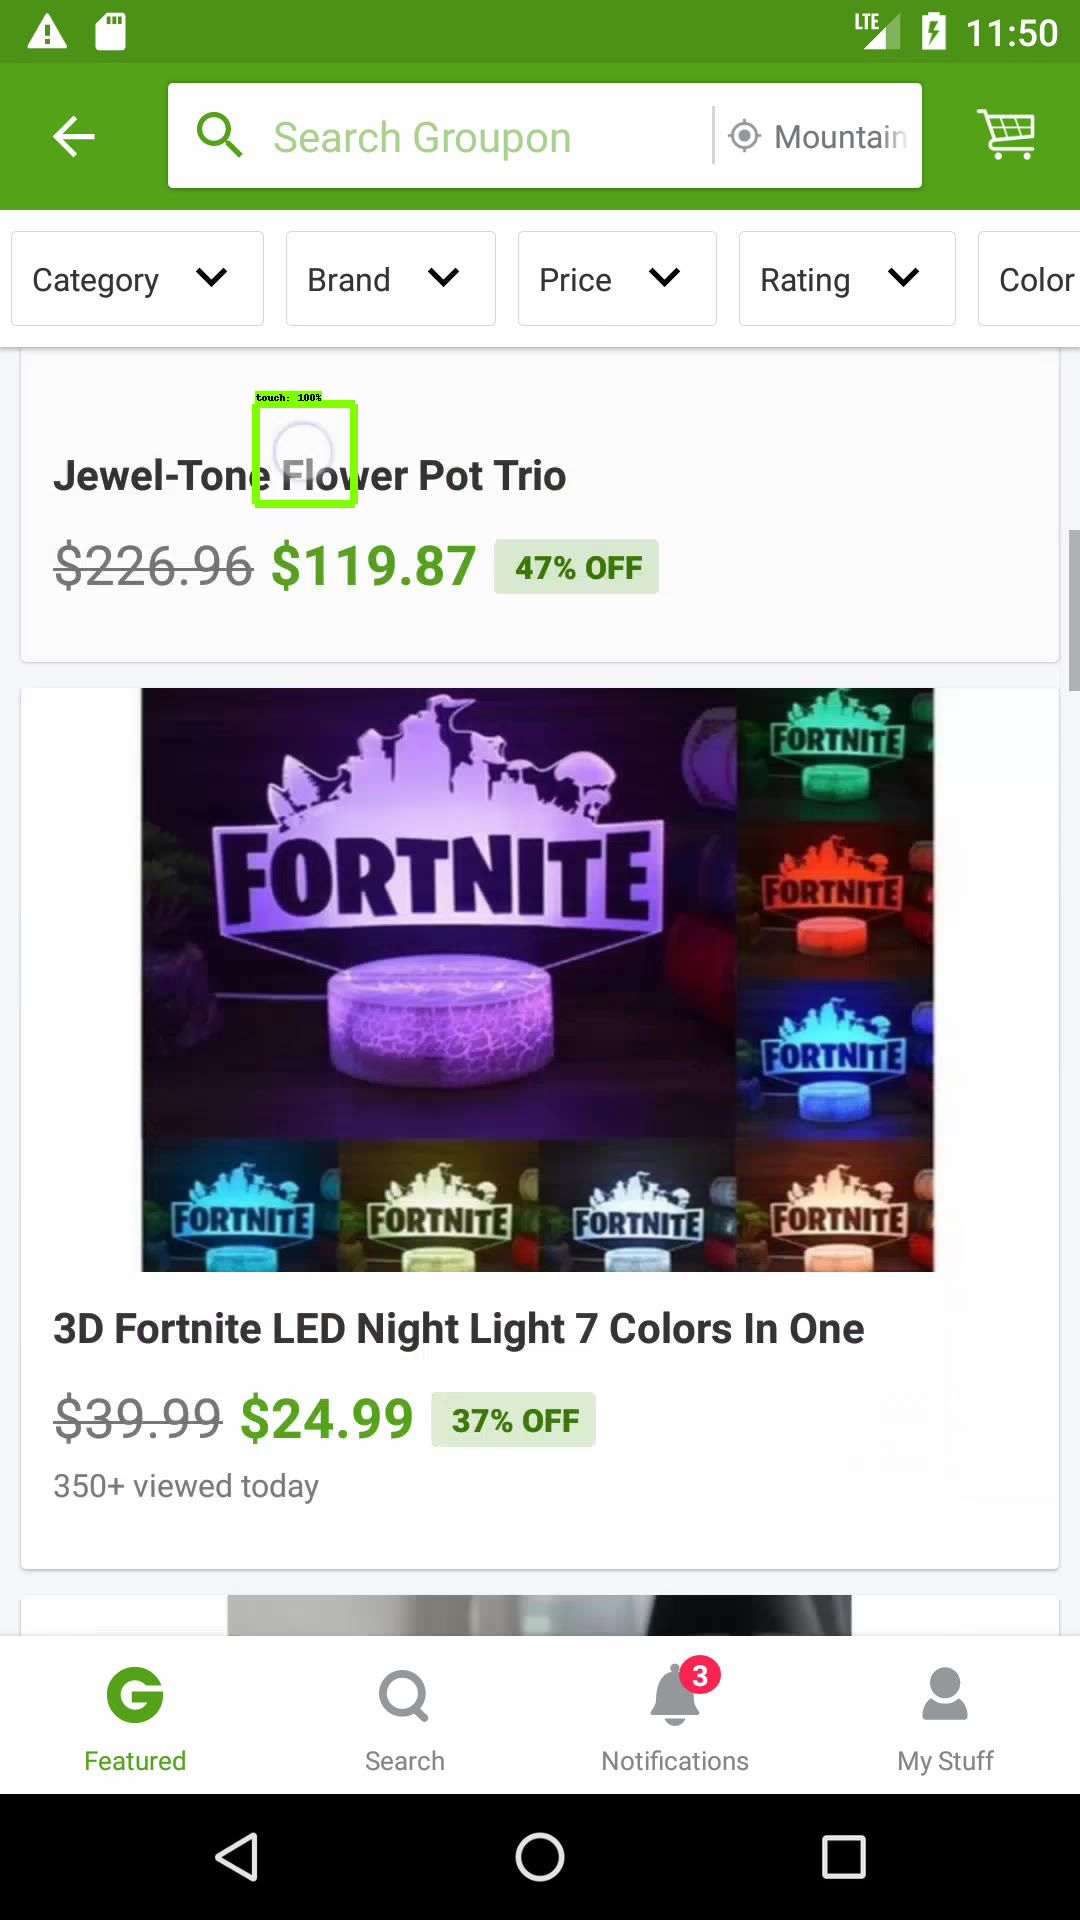 LTE 11:50
Search Groupon Mountain
Category Brand Price Rating Color
touch: 100%
Jewel-Tone Flower Pot Trio
$226.96 $119.87 47% OFF
FORTNITE
FORTNITE
FORTNITE
FORTNITE
FORTNITE FORTNITE FORTNITE FORTNITE
3D Fortnite LED Night Light 7 Colors In One
$39.99 $24.99 37% OFF
350+ viewed today
3
Featured Search Notifications My Stuff